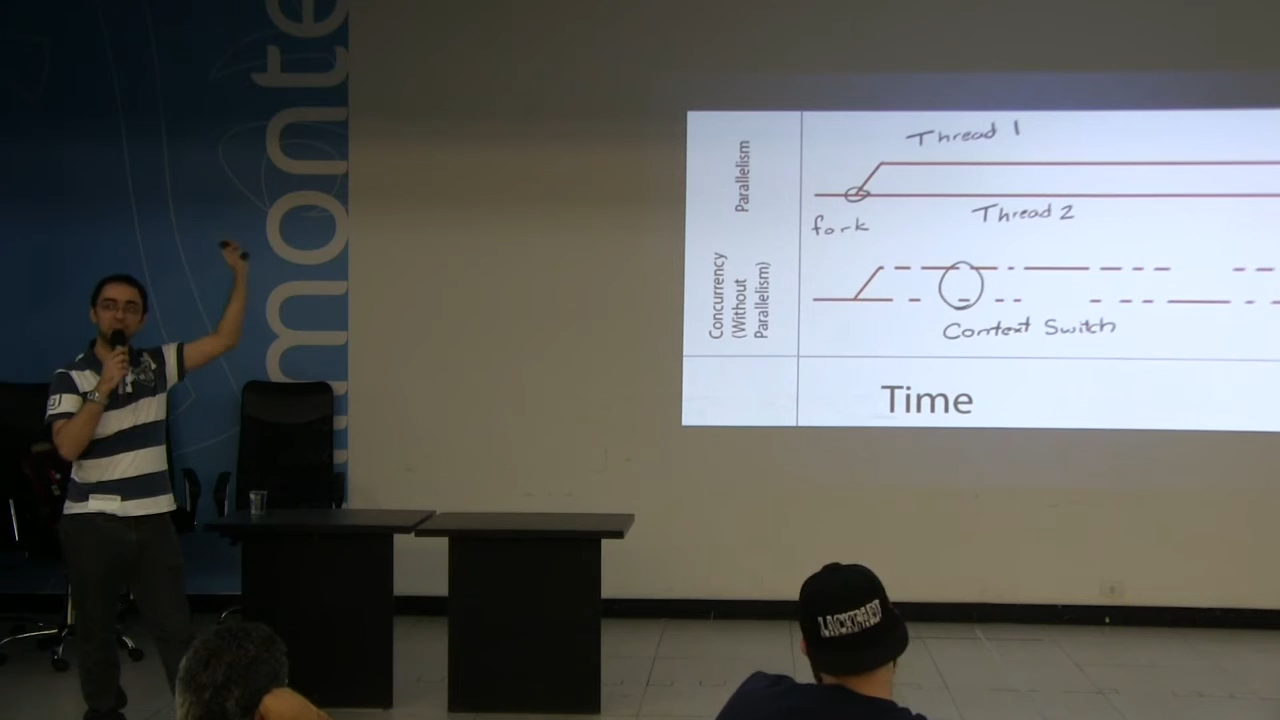 monte
Parallelism
Thread 1
Thread 2
fork
Concurrency
(Without
Parallelism)
Context Switch
Time